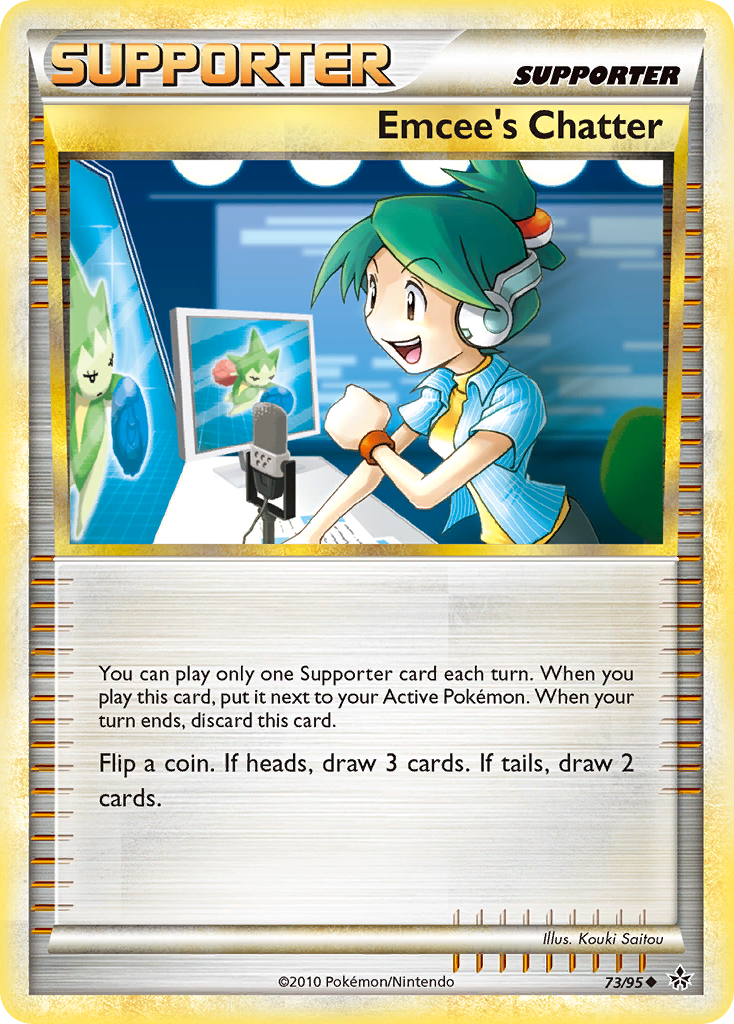 SUPPORTER
SUPPORTER
Emcee's Chatter
You can play only one Supporter card each turn. When you
play this card, put it next to your Active Pokémon. When your
turn ends, discard this card.
Flip a coin. If heads, draw 3 cards. If tails, draw 2
cards.
Illus. Kouki Saitou
©2010 Pokémon/Nintendo
73/95